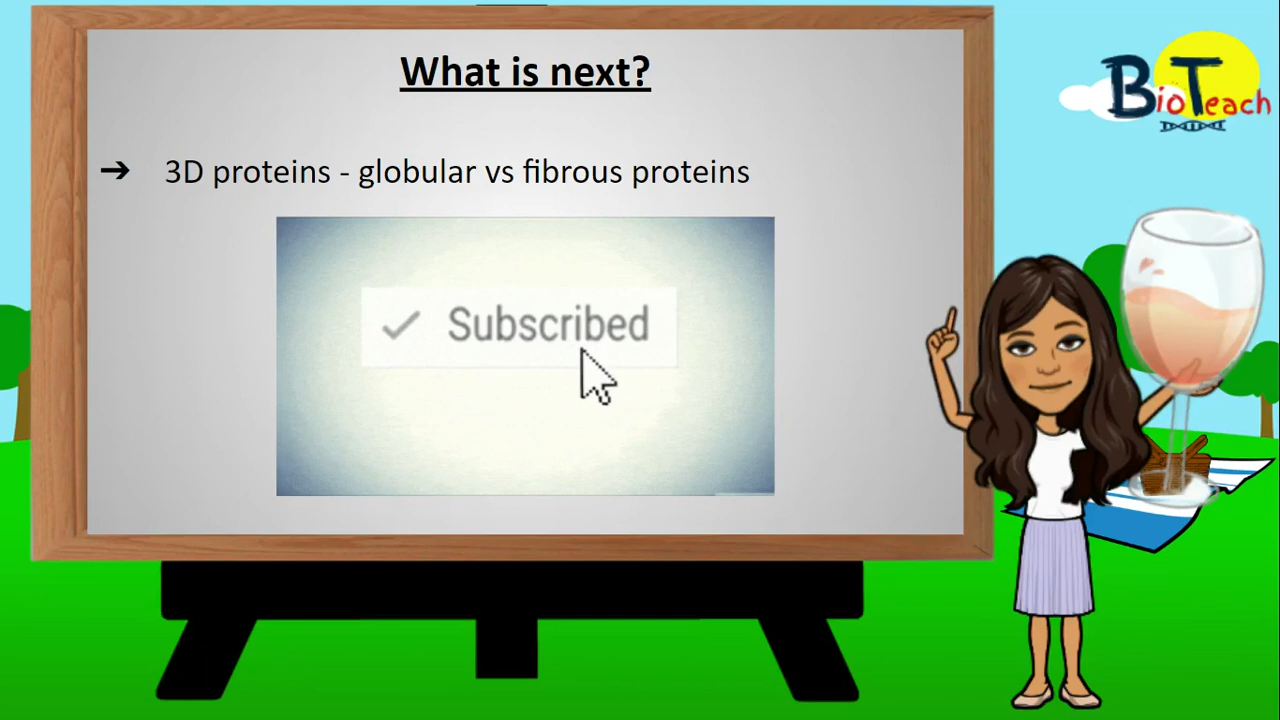 What is next?
BioTeach
➔ 3D proteins - globular vs fibrous proteins
✓ Subscribed